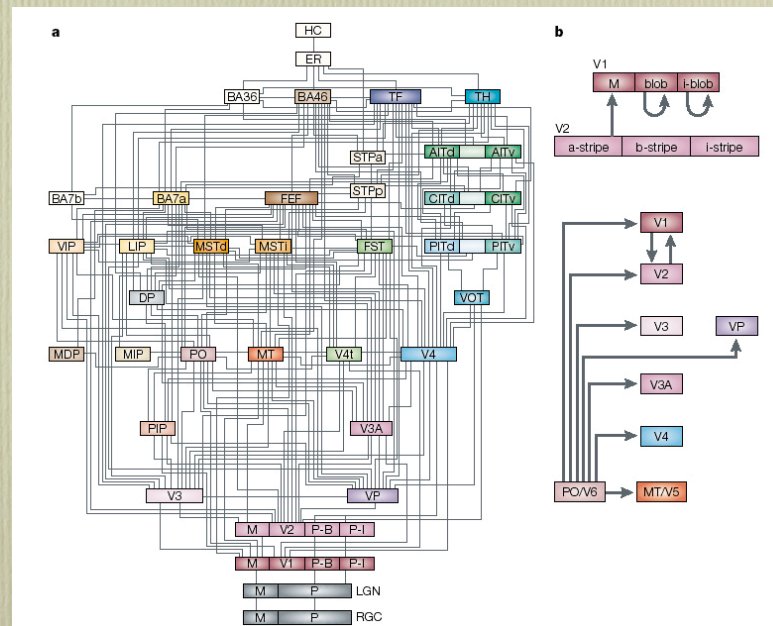 a
HC
ER
BA36 BA46 TF TH
STPa AITd AITv
STPp
BA7b BA7a FEF CITd CITv
VIP LIP MSTd MSTi FST PITd PITv
DP VOT
MDP MIP PO MT V4t V4
PIP V3A
V3 VP
M V2 P-B P-I
M V1 P-B P-I
M P LGN
M P RGC
b
V1
M blob i-blob
V2
a-stripe b-stripe i-stripe
V1
V2
V3 VP
V3A
V4
PO/V6 MT/V5